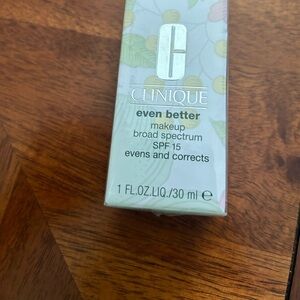 C
CLINIQUE
even better
makeup
broad spectrum
SPF 15
evens and corrects
1 FL.OZ.LIQ./30 ml ℮